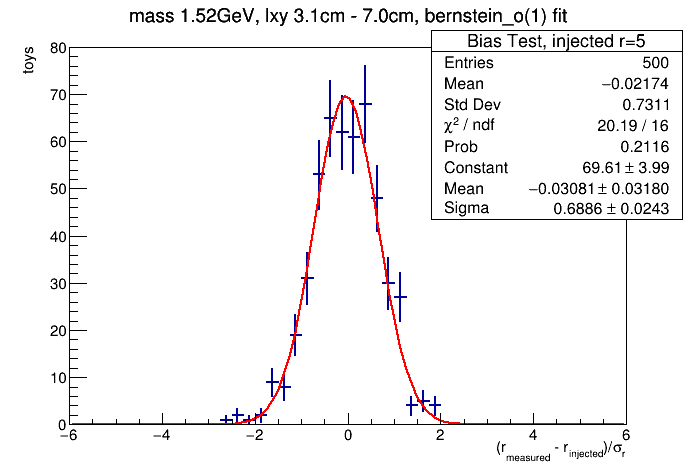 mass 1.52GeV, lxy 3.1cm - 7.0cm, bernstein_o(1) fit
Bias Test, injected r=5
Entries 500
Mean −0.02174
Std Dev 0.7311
χ² / ndf 20.19 / 16
Prob 0.2116
Constant 69.61 ± 3.99
Mean −0.03081 ± 0.03180
Sigma 0.6886 ± 0.0243
toys
80
70
60
50
40
30
20
10
0
−6 −4 −2 0 2 4 6
(r_measured - r_injected)/σ_r